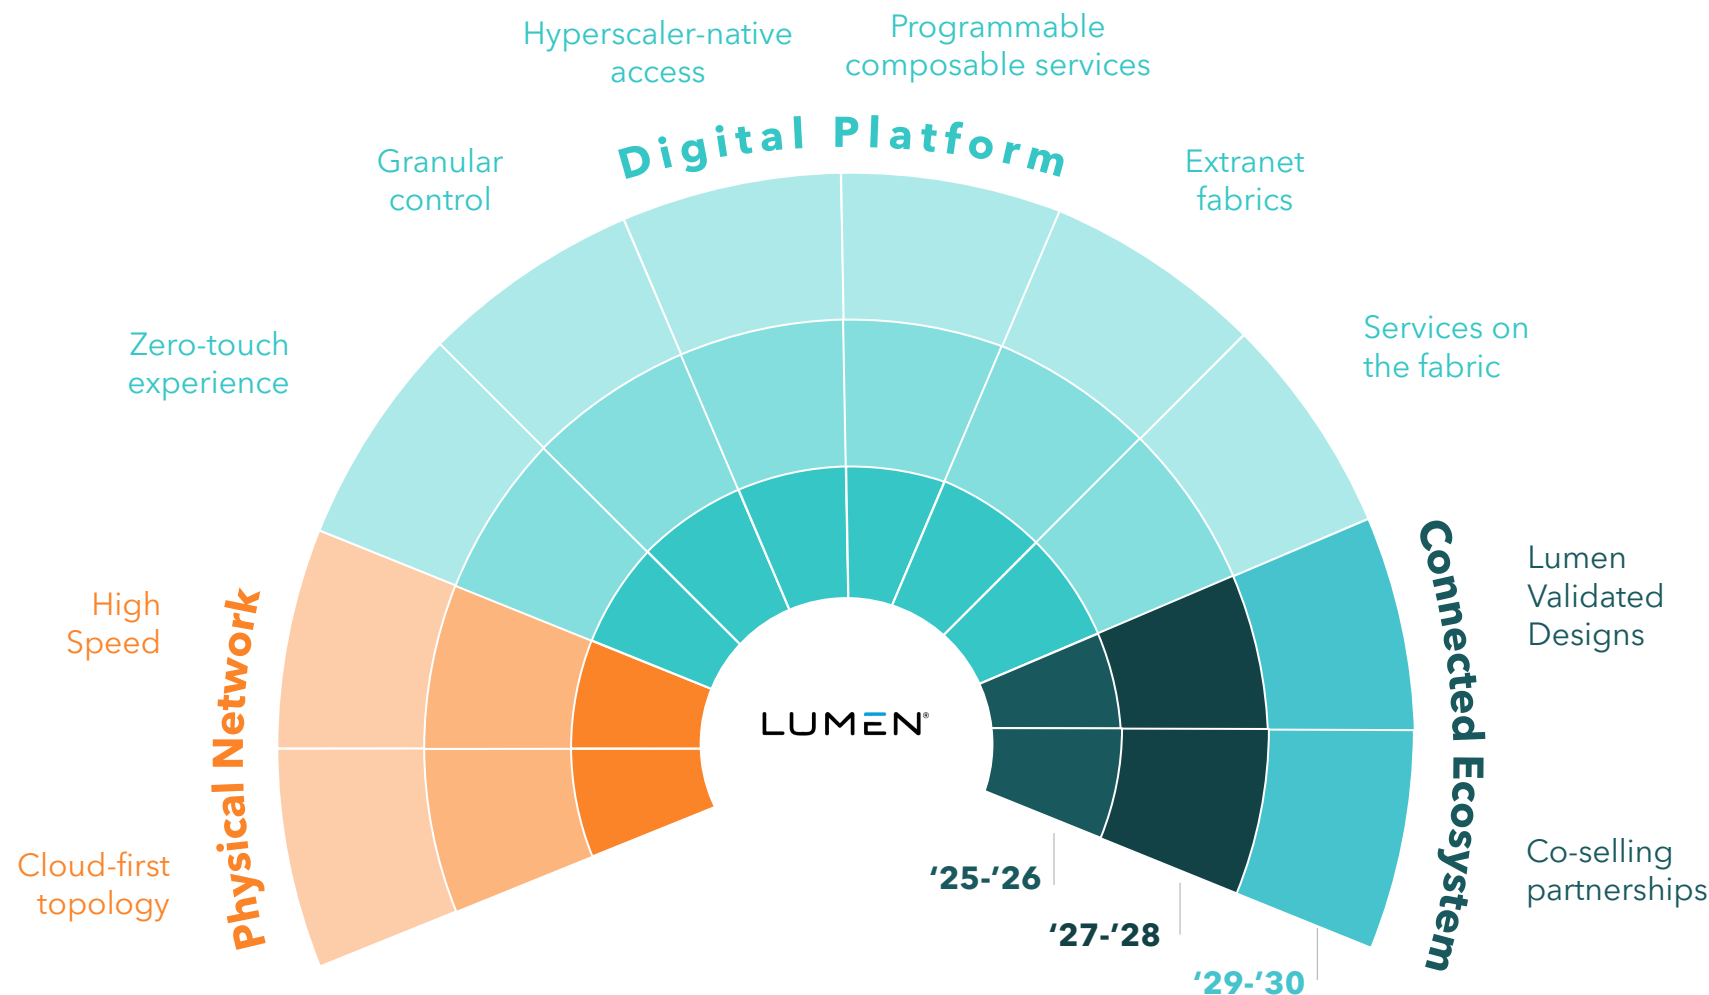 Hyperscaler-native
access
Programmable
composable services
Digital Platform
Granular
control
Extranet
fabrics
Zero-touch
experience
Services on
the fabric
High
Speed
Physical Network
Cloud-first
topology
LUMEN®
Connected Ecosystem
Lumen
Validated
Designs
Co-selling
partnerships
’25-’26
’27-’28
’29-’30